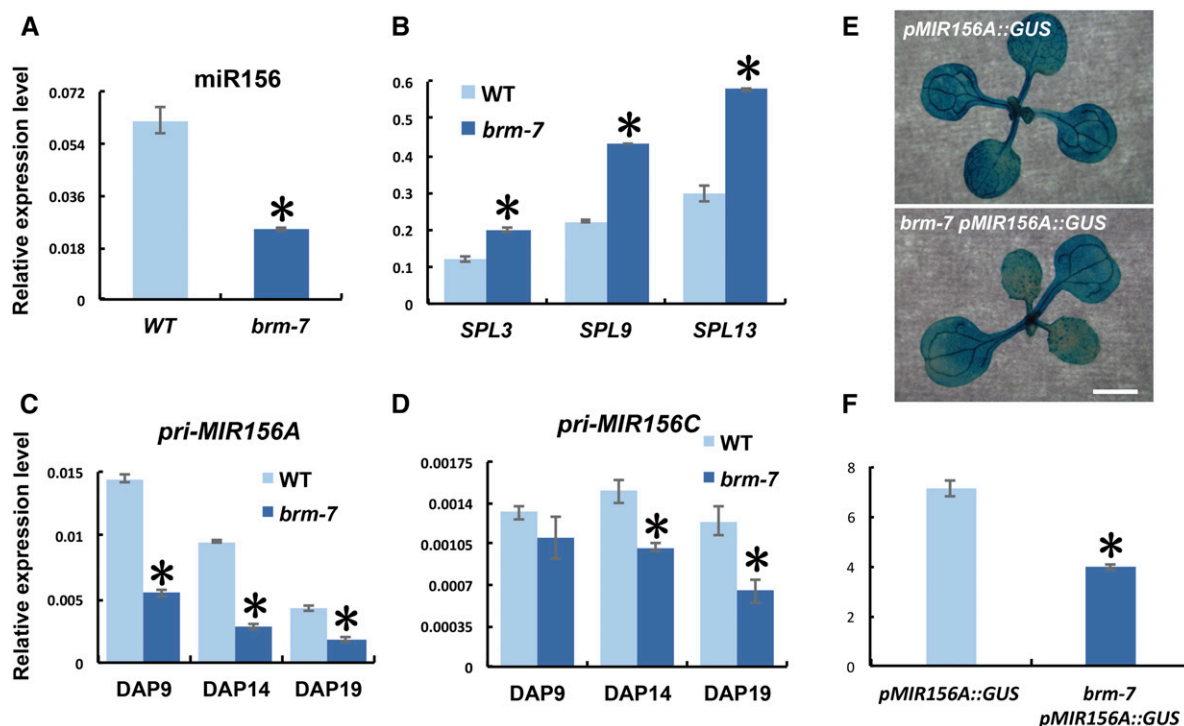 A
miR156
Relative expression level
0.072
0.054
0.036
0.018
0
*
WT
brm-7
B
0.6
0.5
0.4
0.3
0.2
0.1
0
WT
brm-7
*
*
*
SPL3
SPL9
SPL13
E
pMIR156A::GUS
brm-7 pMIR156A::GUS
C
pri-MIR156A
Relative expression level
0.015
0.01
0.005
0
WT
brm-7
*
*
*
DAP9
DAP14
DAP19
D
pri-MIR156C
0.00175
0.0014
0.00105
0.0007
0.00035
0
WT
brm-7
*
*
DAP9
DAP14
DAP19
F
8
6
4
2
0
*
pMIR156A::GUS
brm-7
pMIR156A::GUS